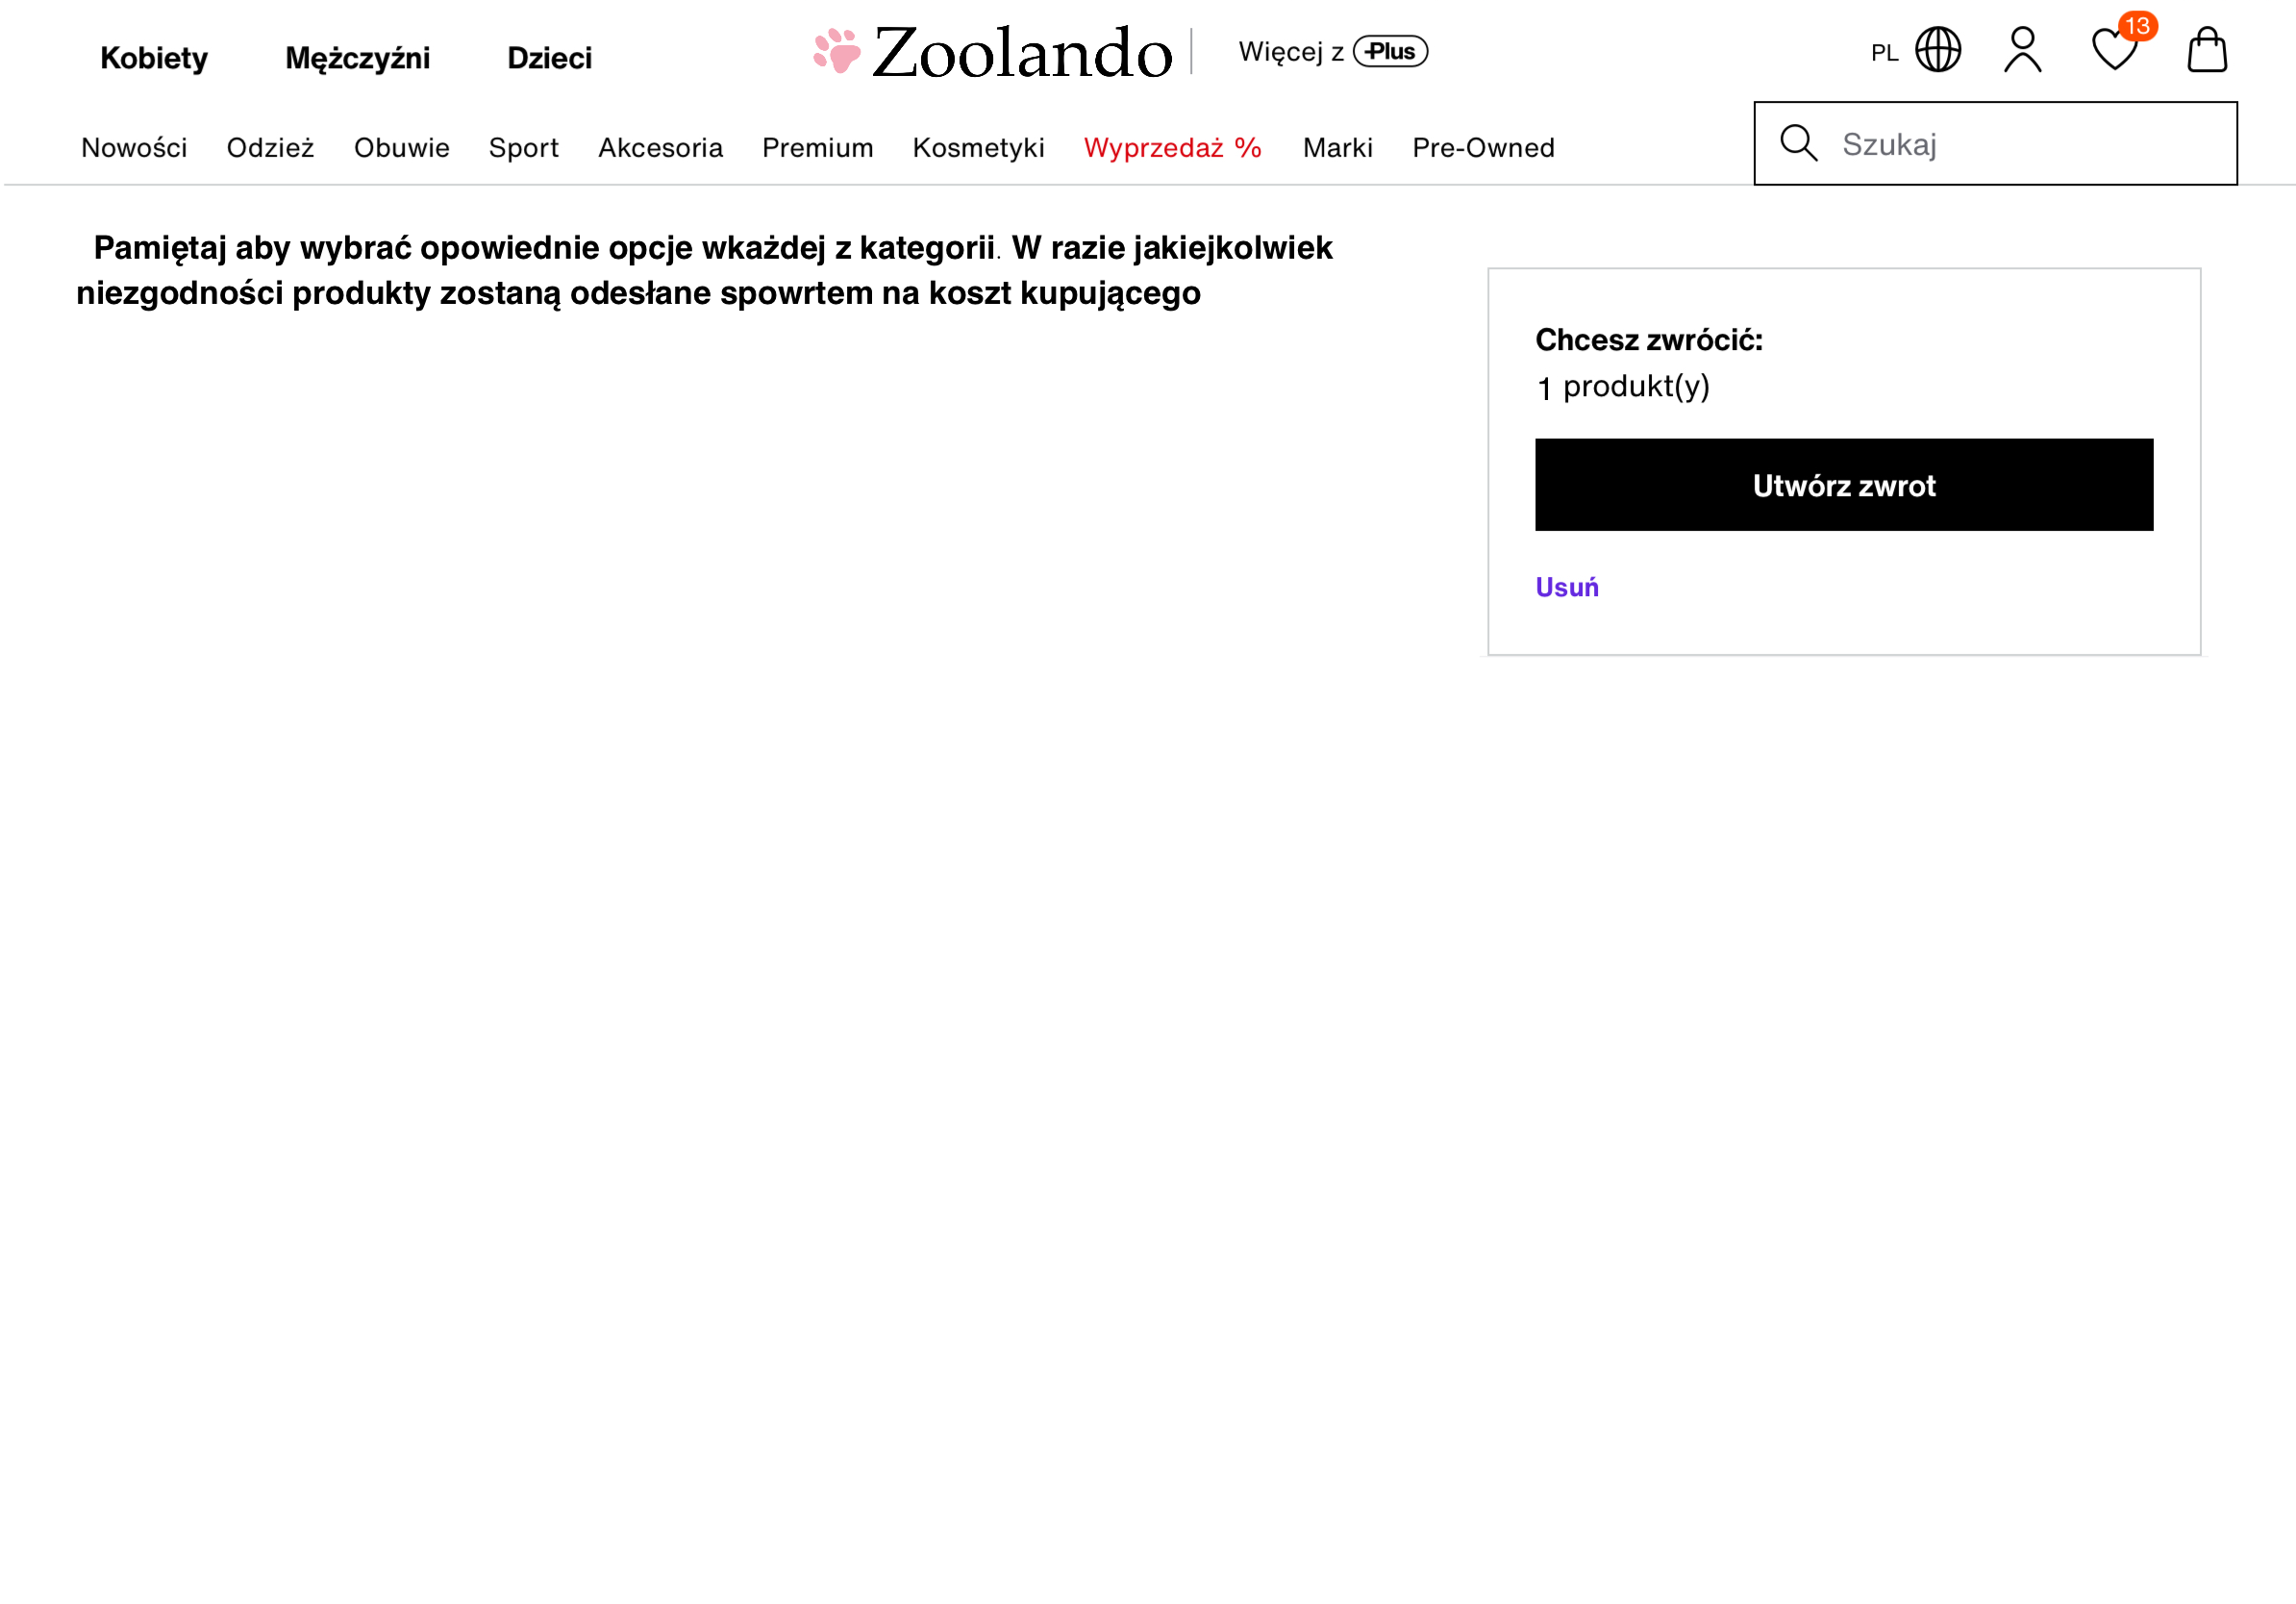 Kobiety Mężczyźni Dzieci Zoolando Więcej z Plus PL 13
Nowości Odzież Obuwie Sport Akcesoria Premium Kosmetyki Wyprzedaż % Marki Pre-Owned Szukaj
Pamiętaj aby wybrać opowiednie opcje wkażdej z kategorii. W razie jakiejkolwiek
niezgodności produkty zostaną odesłane spowrtem na koszt kupującego
Chcesz zwrócić:
1 produkt(y)
Utwórz zwrot
Usuń